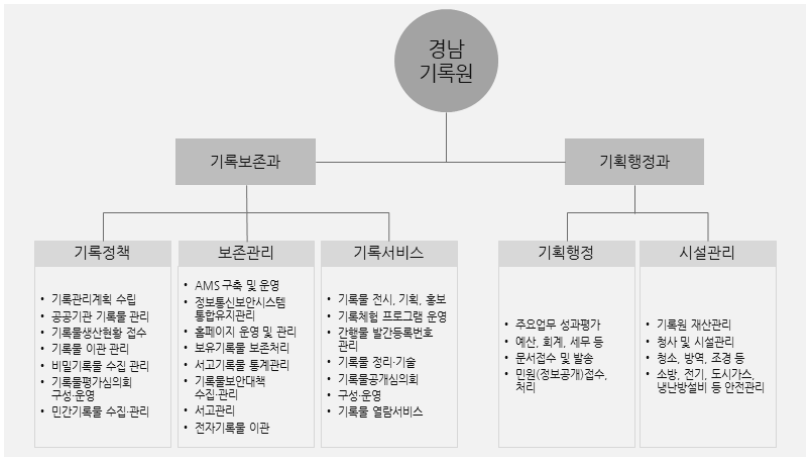 경남
기록원
기록보존과
기획행정과
기록정책
• 기록관리계획 수립
• 공공기관 기록물 관리
• 기록물생산현황 접수
• 기록물 이관 관리
• 비밀기록물 수집 관리
• 기록물평가심의회
구성·운영
• 민간기록물 수집·관리
보존관리
• AMS 구축 및 운영
• 정보통신보안시스템
통합유지관리
• 홈페이지 운영 및 관리
• 보유기록물 보존처리
• 서고기록물 통계관리
• 기록물보안대책
수집·관리
• 서고관리
• 전자기록물 이관
기록서비스
• 기록물 전시, 기획, 홍보
• 기록체험 프로그램 운영
• 간행물 발간등록번호
관리
• 기록물 정리·기술
• 기록물공개심의회
• 구성·운영
• 기록물 열람서비스
기획행정
• 주요업무 성과평가
• 예산, 회계, 세무 등
• 문서접수 및 발송
• 민원(정보공개)접수,
처리
시설관리
• 기록원 재산관리
• 청사 및 시설관리
• 청소, 방역, 조경 등
• 소방, 전기, 도시가스,
냉난방설비 등 안전관리